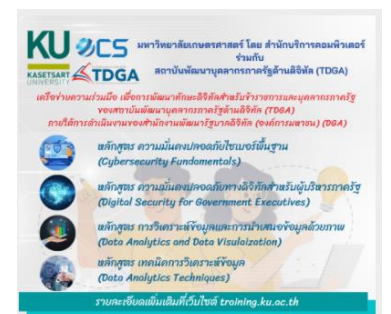 KU OCS
KASETSART UNIVERSITY TDGA
มหาวิทยาลัยเกษตรศาสตร์ โดย สำนักบริการคอมพิวเตอร์
ร่วมกับ
สถาบันพัฒนาบุคลากรภาครัฐด้านดิจิทัล (TDGA)
เครือข่ายความร่วมมือ เพื่อการพัฒนาทักษะดิจิทัลสำหรับข้าราชการและบุคลากรภาครัฐ
ของสถาบันพัฒนาบุคลากรภาครัฐด้านดิจิทัล (TDGA)
ภายใต้การดำเนินงานของสำนักงานพัฒนารัฐบาลดิจิทัล (องค์การมหาชน) (DGA)
หลักสูตร ความมั่นคงปลอดภัยไซเบอร์พื้นฐาน
(Cybersecurity Fundamentals)
หลักสูตร ความมั่นคงปลอดภัยทางดิจิทัลสำหรับผู้บริหารภาครัฐ
(Digital Security for Government Executives)
หลักสูตร การวิเคราะห์ข้อมูลและการนำเสนอข้อมูลด้วยภาพ
(Data Analytics and Data Visulaization)
หลักสูตร เทคนิคการวิเคราะห์ข้อมูล
(Data Analytics Techniques)
รายละเอียดเพิ่มเติมที่เว็บไซต์ training.ku.ac.th